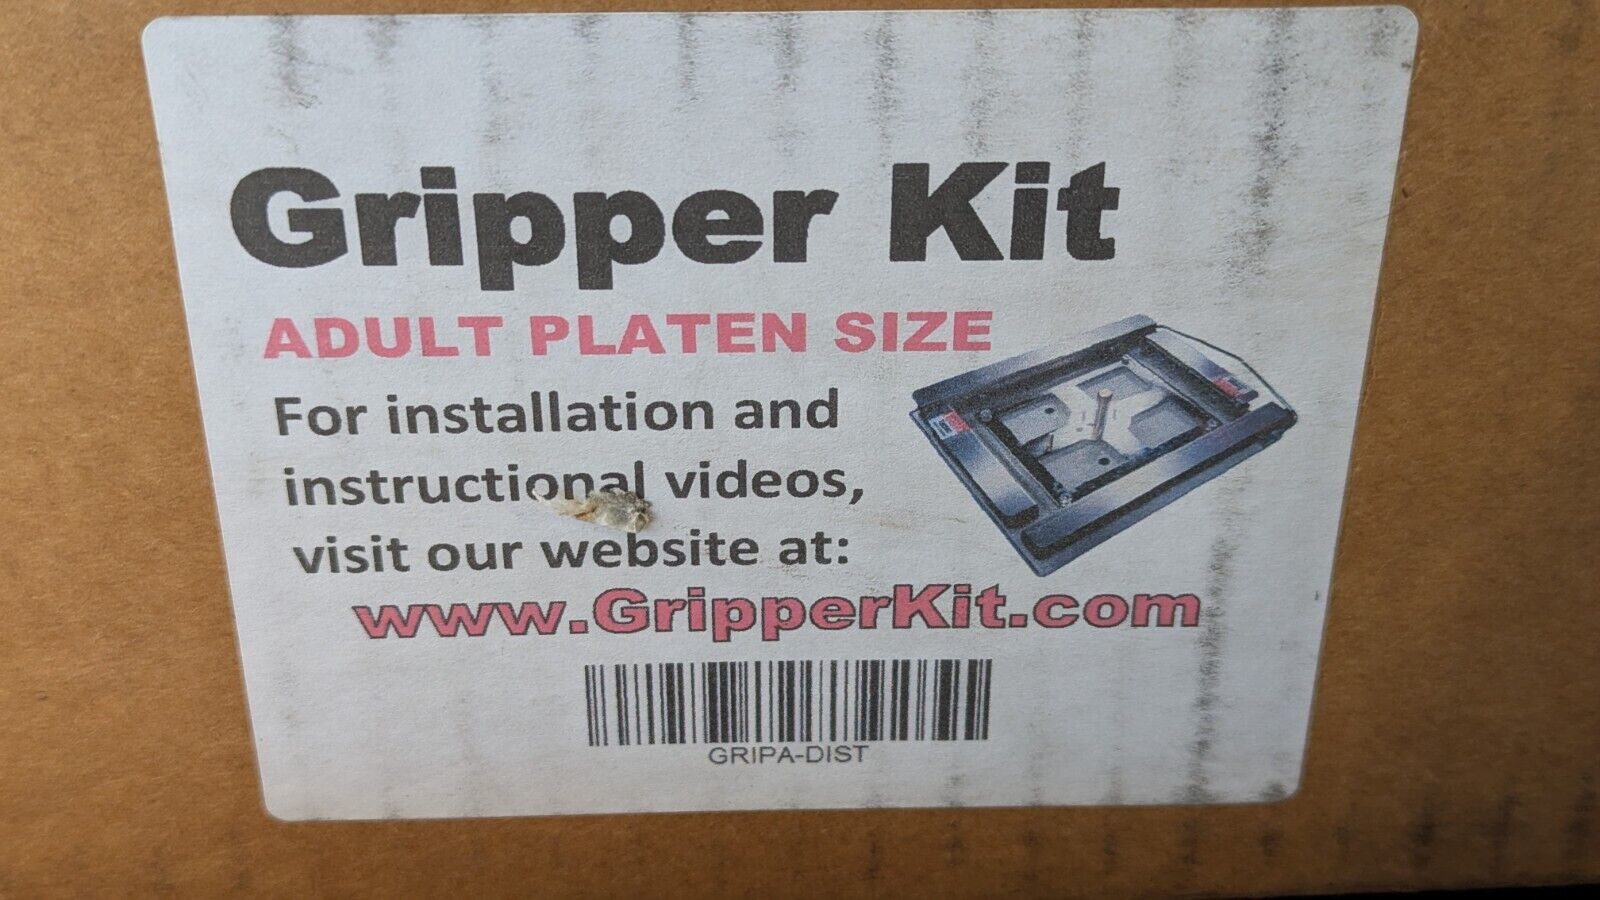 Gripper Kit
ADULT PLATEN SIZE
For installation and
instructional videos,
visit our website at:
www.GripperKit.com
GRIPA-DIST